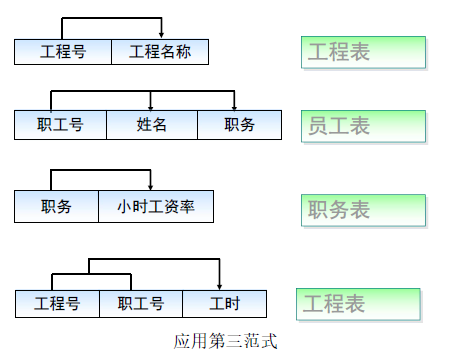 工程号 工程名称 工程表
职工号 姓名 职务 员工表
职务 小时工资率 职务表
工程号 职工号 工时 工程表
应用第三范式